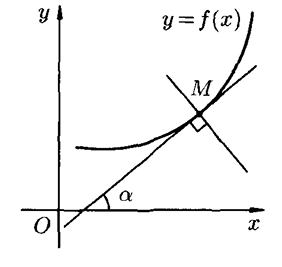 y
y = f(x)
M
α
O
x